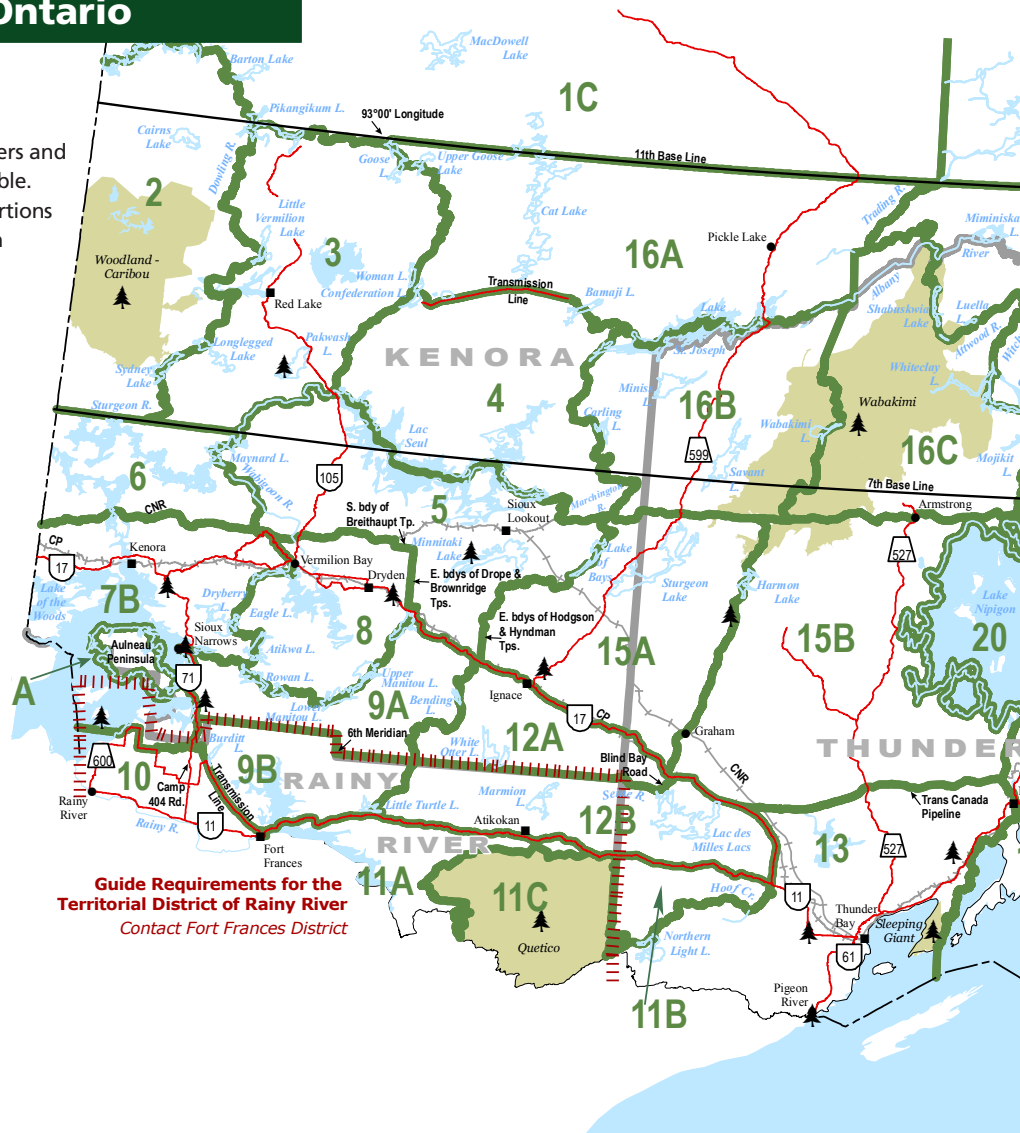 Ontario
ers and
ble.
rtions
n
MacDowell
Lake
Barton Lake
1C
Pikangikum L.
93°00' Longitude
Cairns
Lake
Goose
L.
Upper Goose
Lake
11th Base Line
Dowling R.
2
Little
Vermilion
Lake
Cat Lake
Trading R.
Miminiska
L.
3
16A
Pickle Lake
River
Woodland -
Caribou
Woman L.
Confederation L.
Transmission
Line
Bamaji L.
Albany
Red Lake
Lake
St. Joseph
Shabuskwia
Lake
Luella
L.
Attwood R.
Longlegged
Lake
Pakwash
L.
KENORA
Whiteclay
L.
Sydney
Lake
Minis
L.
4
16B
Wabakimi
Sturgeon R.
Carling
L.
Wabakimi
L.
Lac
Seul
599
16C
Maynard L.
Wabigoon R.
Savant
L.
Mojikit
L.
6
105
7th Base Line
Marchington
R.
CNR
5
Sioux
Lookout
Armstrong
S. bdy of
Breithaupt Tp.
CP
17
Kenora
Minnitaki
Lake
527
Vermilion Bay
Lake
Of
Bays
Dryden
E. bdys of Drope &
Brownridge
Tps.
Sturgeon
Lake
Harmon
Lake
Lake
of the
Woods
7B
Dryberry
L.
Eagle L.
Lake
Nipigon
E. bdys of Hodgson
& Hyndman
Tps.
Sioux
Narrows
8
Aulneau
Peninsula
Atikwa L.
15A
15B
20
71
Rowan L.
Upper
Manitou L.
A
Ignace
Bending
L.
Lower
Manitou L.
9A
17
CP
6th Meridian
12A
Graham
Burditt
L.
White
Otter L.
Blind Bay
Road
THUNDER
600
10
9B
RAINY
CNR
Camp
404 Rd.
Transmission
Line
Marmion
L.
Seine R.
Trans Canada
Pipeline
Rainy
River
Little Turtle L.
12B
Rainy R.
11
Atikokan
Lac des
Milles Lacs
13
527
RIVER
Fort
Frances
11A
11C
Hoof Cr.
11
Guide Requirements for the
Territorial District of Rainy River
Contact Fort Frances District
Thunder
Bay
Sleeping
Giant
Quetico
Northern
Light L.
61
Pigeon
River
11B